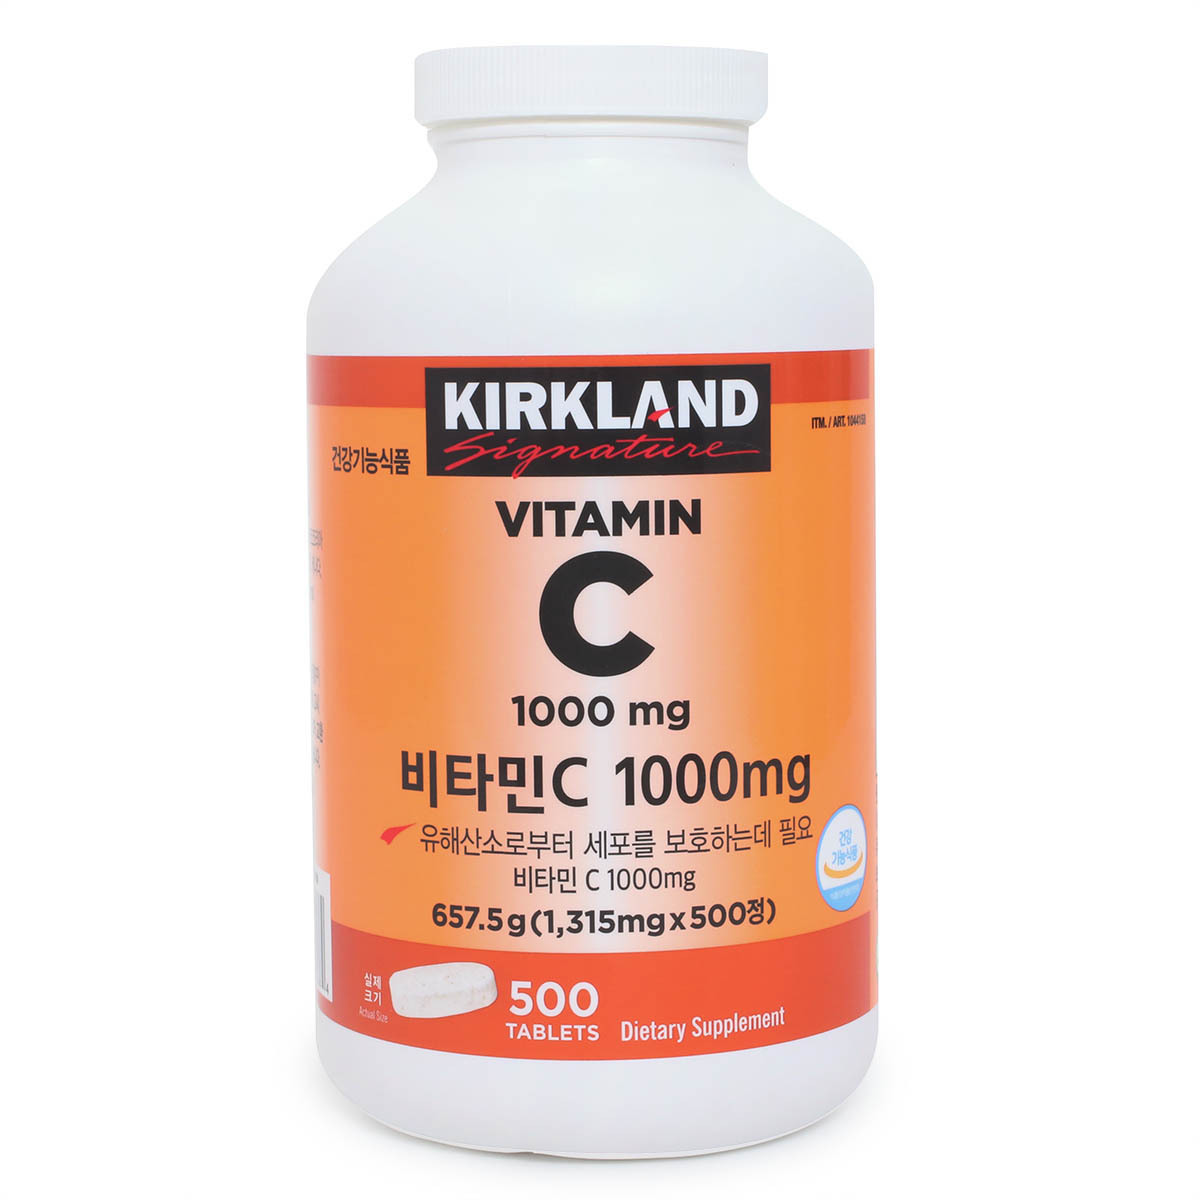 KIRKLAND
Signature
ITM. / ART. 1044158
건강기능식품
VITAMIN
C
1000 mg
비타민C 1000mg
유해산소로부터 세포를 보호하는데 필요
비타민 C 1000mg
657.5g(1,315mg x 500정)
건강
기능식품
실제
크기
Actual Size
500
TABLETS
Dietary Supplement